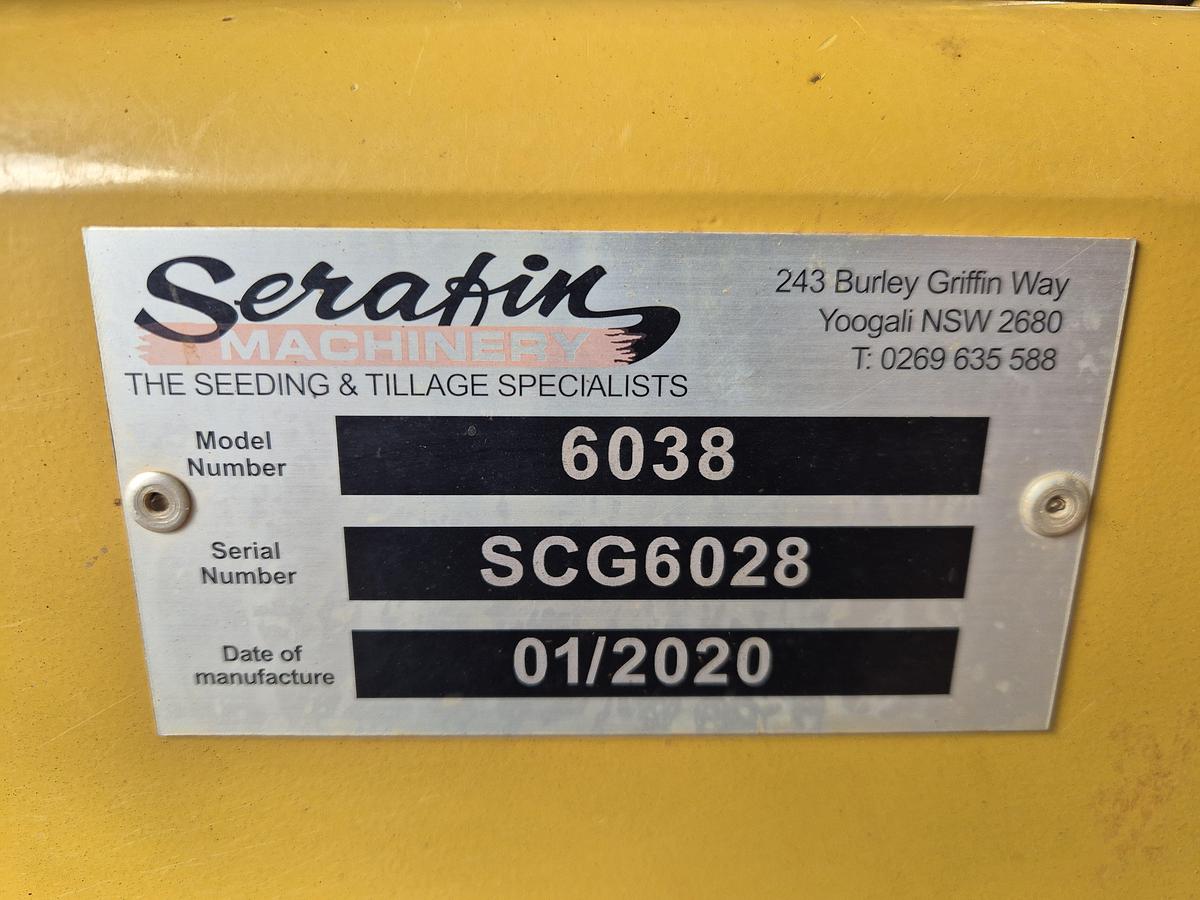 Serafin
MACHINERY
THE SEEDING & TILLAGE SPECIALISTS
243 Burley Griffin Way
Yoogali NSW 2680
T: 0269 635 588
Model
Number
6038
Serial
Number
SCG6028
Date of
manufacture
01/2020